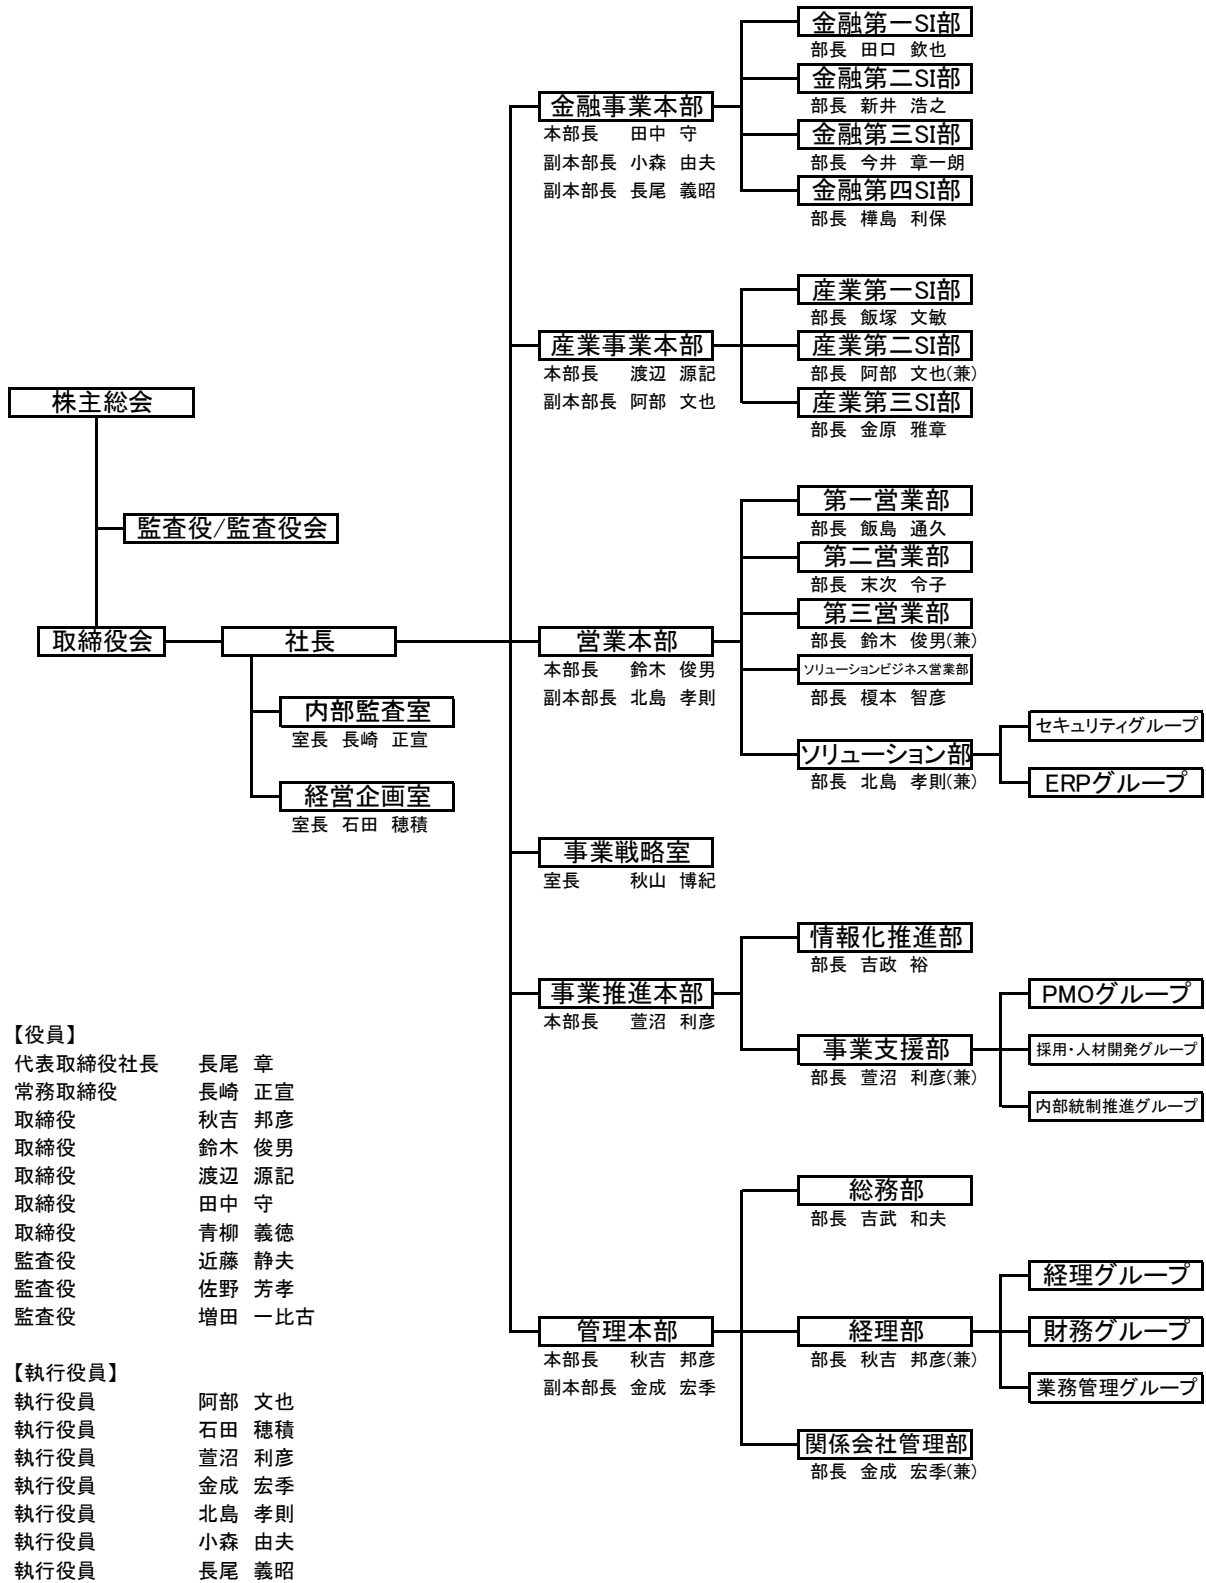 金融第一SI部
部長 田口 欽也
金融第二SI部
部長 新井 浩之
金融第三SI部
部長 今井 章一朗
金融第四SI部
部長 樺島 利保
金融事業本部
本部長 田中 守
副本部長 小森 由夫
副本部長 長尾 義昭
産業第一SI部
部長 飯塚 文敏
産業第二SI部
部長 阿部 文也(兼)
産業第三SI部
部長 金原 雅章
産業事業本部
本部長 渡辺 源記
副本部長 阿部 文也
株主総会
監査役/監査役会
取締役会
社長
内部監査室
室長 長崎 正宣
経営企画室
室長 石田 穂積
営業本部
本部長 鈴木 俊男
副本部長 北島 孝則
第一営業部
部長 飯島 通久
第二営業部
部長 末次 令子
第三営業部
部長 鈴木 俊男(兼)
ソリューションビジネス営業部
部長 榎本 智彦
ソリューション部
部長 北島 孝則(兼)
セキュリティグループ
ERPグループ
事業戦略室
室長 秋山 博紀
事業推進本部
本部長 萱沼 利彦
情報化推進部
部長 吉政 裕
事業支援部
部長 萱沼 利彦(兼)
PMOグループ
採用・人材開発グループ
内部統制推進グループ
管理本部
本部長 秋吉 邦彦
副本部長 金成 宏季
総務部
部長 吉武 和夫
経理部
部長 秋吉 邦彦(兼)
関係会社管理部
部長 金成 宏季(兼)
経理グループ
財務グループ
業務管理グループ
【役員】
代表取締役社長 長尾 章
常務取締役 長崎 正宣
取締役 秋吉 邦彦
取締役 鈴木 俊男
取締役 渡辺 源記
取締役 田中 守
取締役 青柳 義徳
監査役 近藤 静夫
監査役 佐野 芳孝
監査役 増田 一比古
【執行役員】
執行役員 阿部 文也
執行役員 石田 穂積
執行役員 萱沼 利彦
執行役員 金成 宏季
執行役員 北島 孝則
執行役員 小森 由夫
執行役員 長尾 義昭